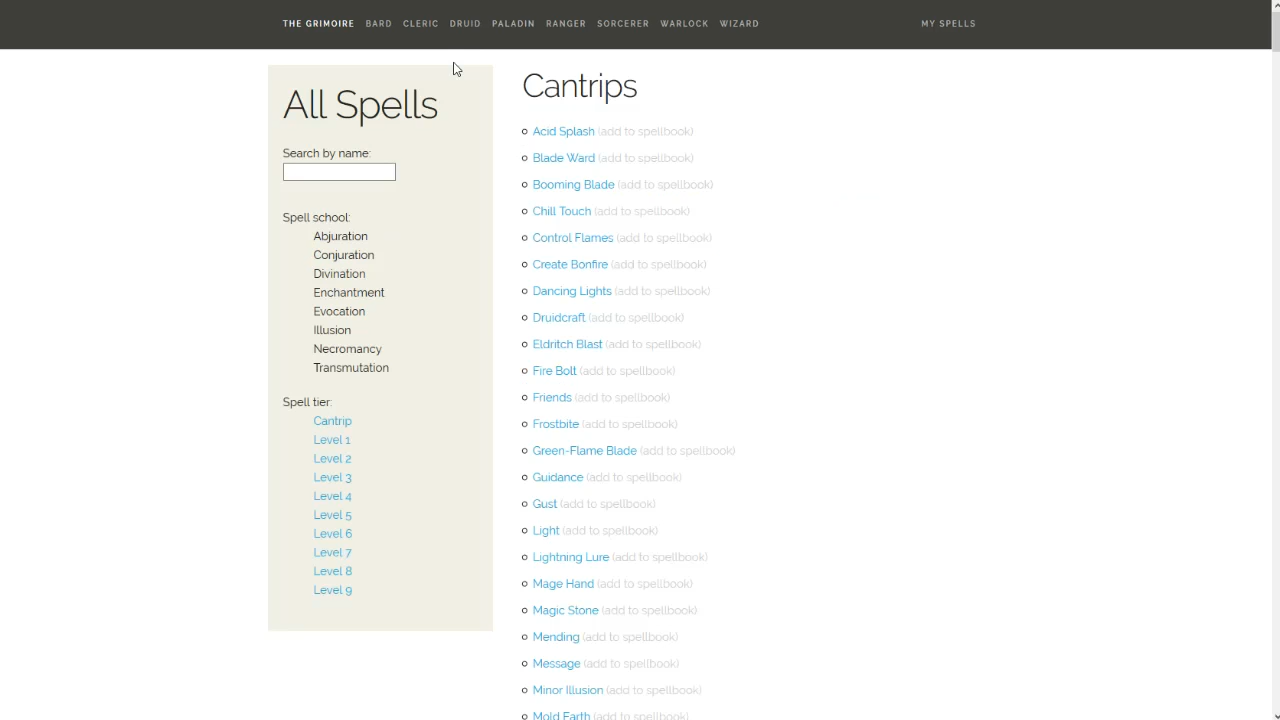 THE GRIMOIRE BARD CLERIC DRUID PALADIN RANGER SORCERER WARLOCK WIZARD MY SPELLS
All Spells
Search by name:
Spell school:
Abjuration
Conjuration
Divination
Enchantment
Evocation
Illusion
Necromancy
Transmutation
Spell tier:
Cantrip
Level 1
Level 2
Level 3
Level 4
Level 5
Level 6
Level 7
Level 8
Level 9
Cantrips
Acid Splash (add to spellbook)
Blade Ward (add to spellbook)
Booming Blade (add to spellbook)
Chill Touch (add to spellbook)
Control Flames (add to spellbook)
Create Bonfire (add to spellbook)
Dancing Lights (add to spellbook)
Druidcraft (add to spellbook)
Eldritch Blast (add to spellbook)
Fire Bolt (add to spellbook)
Friends (add to spellbook)
Frostbite (add to spellbook)
Green-Flame Blade (add to spellbook)
Guidance (add to spellbook)
Gust (add to spellbook)
Light (add to spellbook)
Lightning Lure (add to spellbook)
Mage Hand (add to spellbook)
Magic Stone (add to spellbook)
Mending (add to spellbook)
Message (add to spellbook)
Minor Illusion (add to spellbook)
Mold Earth (add to spellbook)